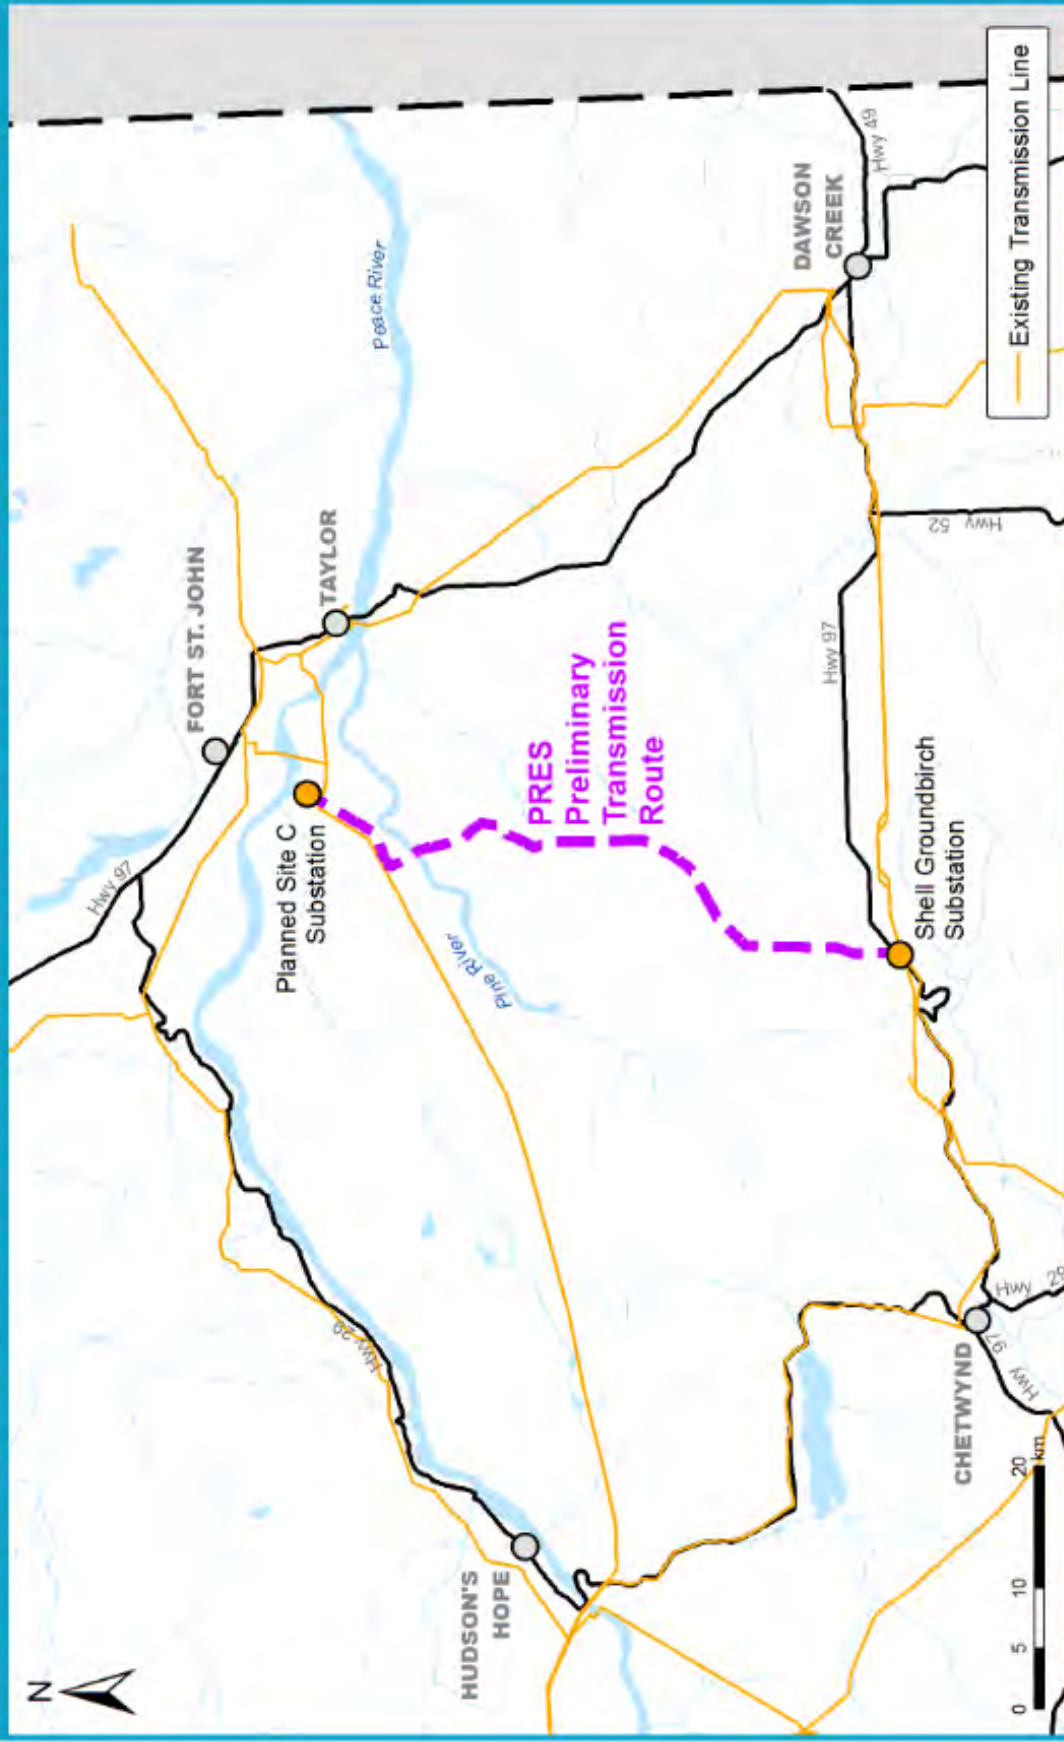 N
Hwy 97
FORT ST. JOHN
Planned Site C
Substation
TAYLOR
Hwy 29
Peace River
HUDSON'S
HOPE
Pine River
PRES
Preliminary
Transmission
Route
DAWSON
CREEK
Hwy 97
Hwy 49
Shell Groundbirch
Substation
Hwy 52
CHETWYND
Hwy 97
Hwy 29
Existing Transmission Line
0 5 10 20
km